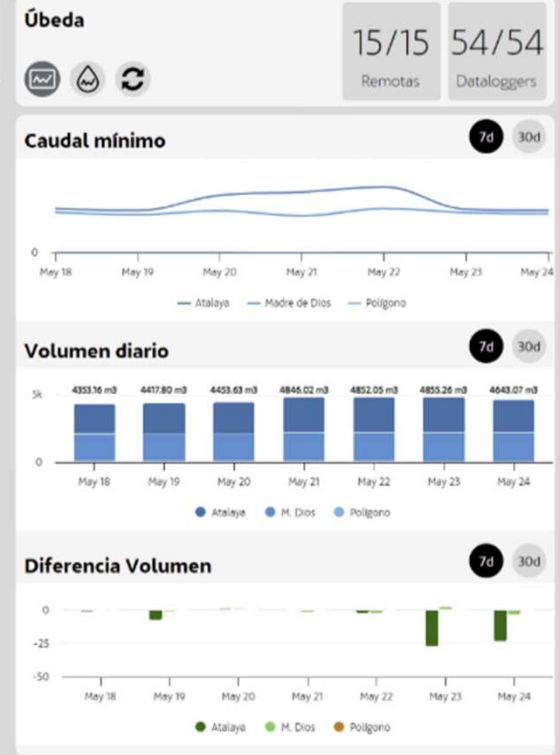 Úbeda
15/15 54/54
Remotas Dataloggers
Caudal mínimo
7d 30d
0
May 18 May 19 May 20 May 21 May 22 May 23 May 24
Atalaya Madre de Dios Polígono
Volumen diario
7d 30d
5k
4353.16 m3 4417.80 m3 4453.63 m3 4846.02 m3 4852.05 m3 4855.26 m3 4643.07 m3
0
May 18 May 19 May 20 May 21 May 22 May 23 May 24
Atalaya M. Dios Polígono
Diferencia Volumen
7d 30d
0
-25
-50
May 18 May 19 May 20 May 21 May 22 May 23 May 24
Atalaya M. Dios Polígono